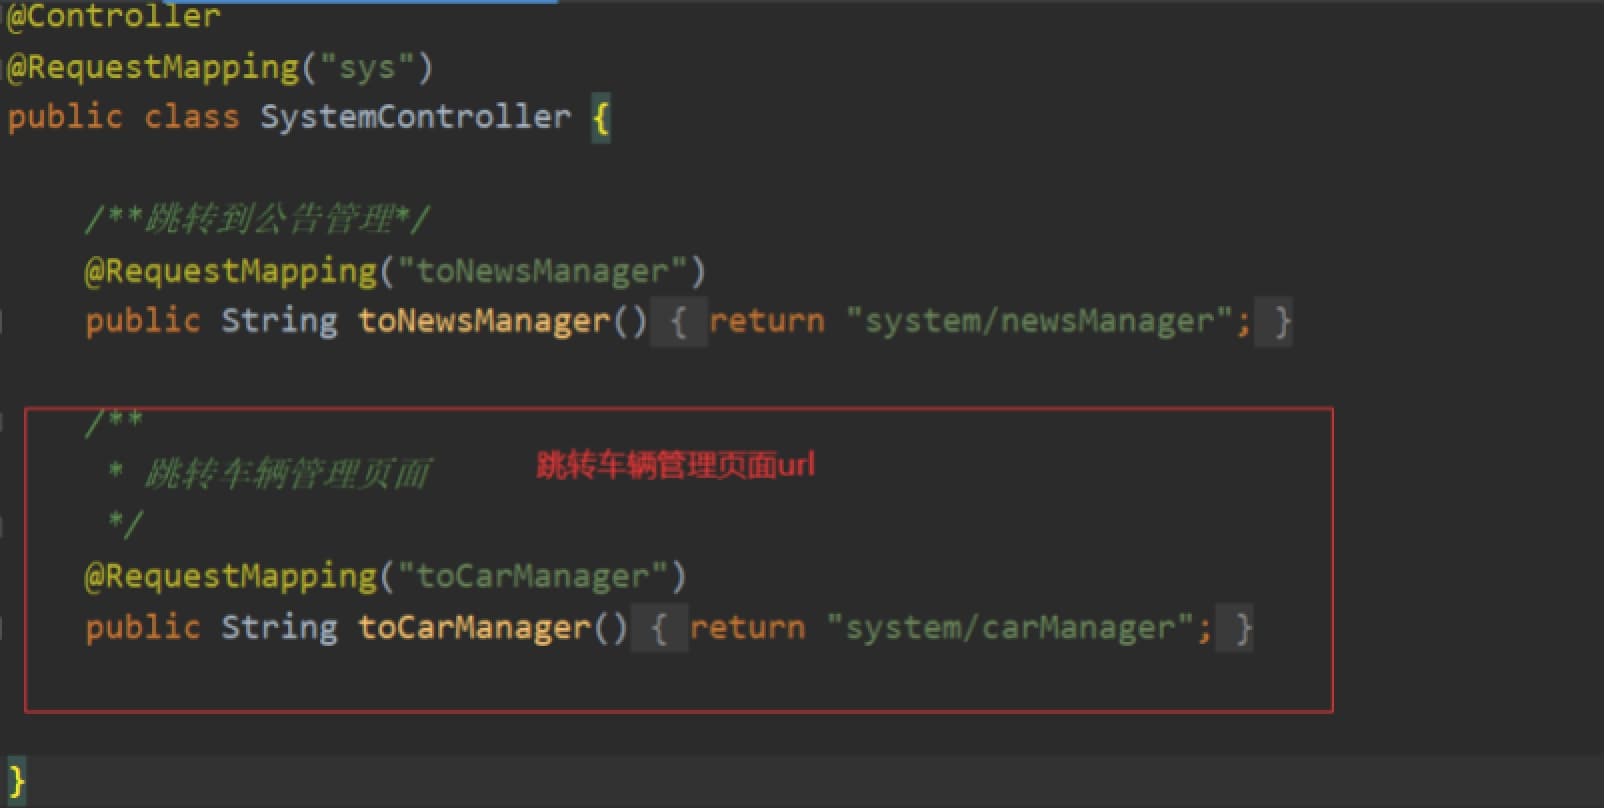 @Controller
@RequestMapping("sys")
public class SystemController {
/**跳转到公告管理*/
@RequestMapping("toNewsManager")
public String toNewsManager() { return "system/newsManager"; }
/**
* 跳转车辆管理页面
跳转车辆管理页面url
*/
@RequestMapping("toCarManager")
public String toCarManager() { return "system/carManager"; }
}